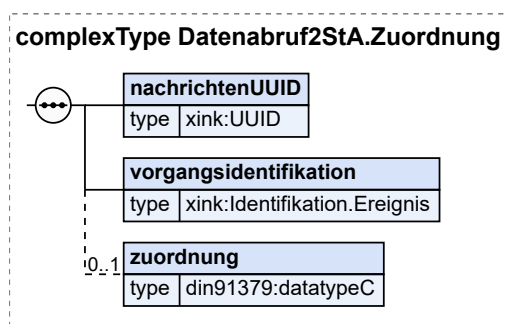 complexType Datenabruf2StA.Zuordnung
nachrichtenUUID
type xink:UUID
vorgangsidentifikation
type xink:Identifikation.Ereignis
0..1 zuordnung
type din91379:datatypeC